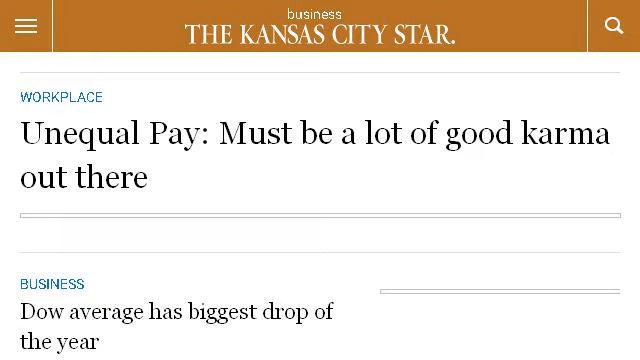 business
THE KANSAS CITY STAR.
WORKPLACE
Unequal Pay: Must be a lot of good karma
out there
BUSINESS
Dow average has biggest drop of
the year